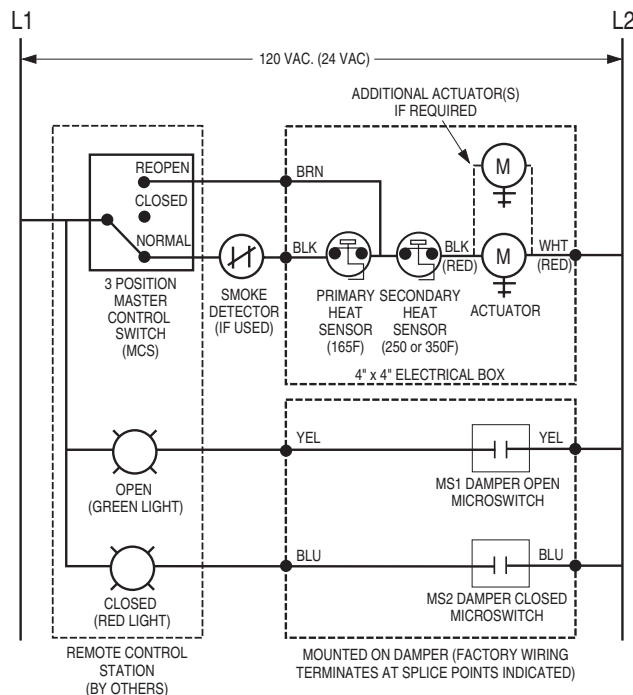 L1
L2
120 VAC. (24 VAC)
ADDITIONAL ACTUATOR(S)
IF REQUIRED
REOPEN
CLOSED
NORMAL
3 POSITION
MASTER
CONTROL
SWITCH
(MCS)
SMOKE
DETECTOR
(IF USED)
BRN
BLK
M
BLK
(RED)
M
WHT
(RED)
PRIMARY
HEAT
SENSOR
(165F)
SECONDARY
HEAT
SENSOR
(250 or 350F)
ACTUATOR
4" x 4" ELECTRICAL BOX
OPEN
(GREEN LIGHT)
YEL
YEL
MS1 DAMPER OPEN
MICROSWITCH
CLOSED
(RED LIGHT)
BLU
BLU
MS2 DAMPER CLOSED
MICROSWITCH
REMOTE CONTROL
STATION
(BY OTHERS)
MOUNTED ON DAMPER (FACTORY WIRING
TERMINATES AT SPLICE POINTS INDICATED)